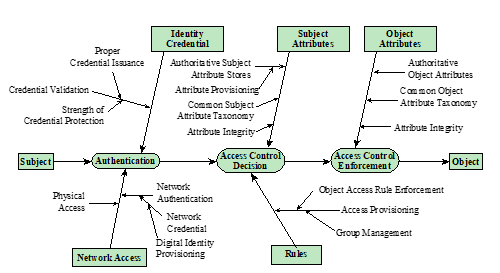 Identity
Credential
Subject
Attributes
Object
Attributes
Proper
Credential Issuance
Credential Validation
Strength of
Credential Protection
Authoritative Subject
Attribute Stores
Attribute Provisioning
Common Subject
Attribute Taxonomy
Attribute Integrity
Authoritative
Object Attributes
Common Object
Attribute Taxonomy
Attribute Integrity
Subject
Authentication
Access Control
Decision
Access Control
Enforcement
Object
Physical
Access
Network
Authentication
Network
Credential
Digital Identity
Provisioning
Object Access Rule Enforcement
Access Provisioning
Group Management
Network Access
Rules